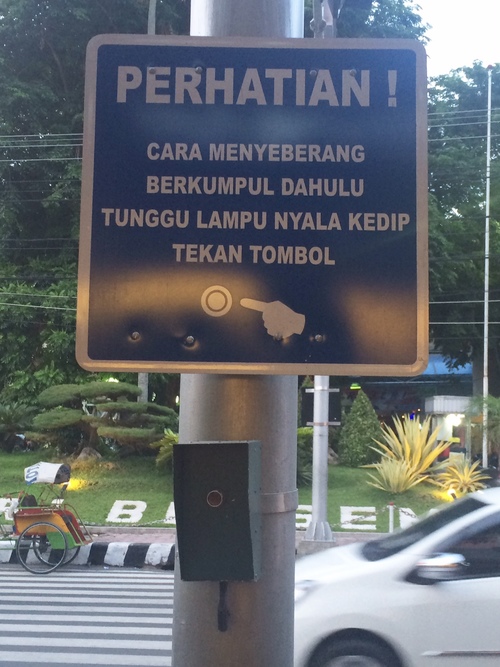 PERHATIAN !
CARA MENYEBERANG
BERKUMPUL DAHULU
TUNGGU LAMPU NYALA KEDIP
TEKAN TOMBOL